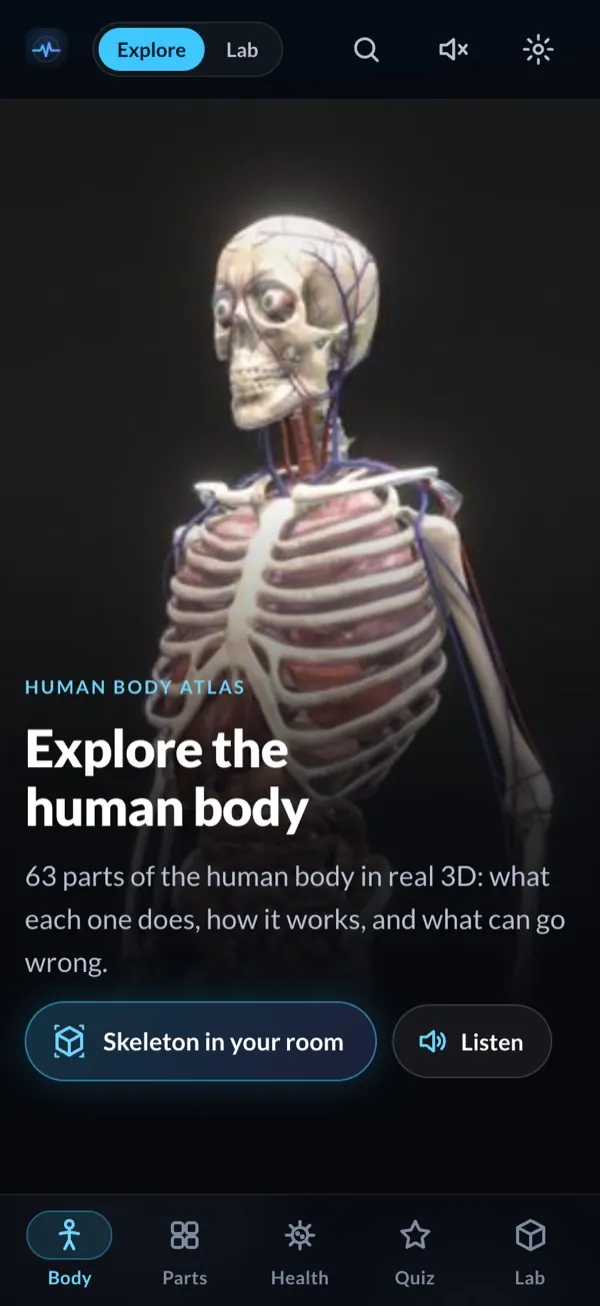 Explore
Lab
HUMAN BODY ATLAS
Explore the
human body
63 parts of the human body in real 3D: what
each one does, how it works, and what can go
wrong.
Skeleton in your room
Listen
Body
Parts
Health
Quiz
Lab